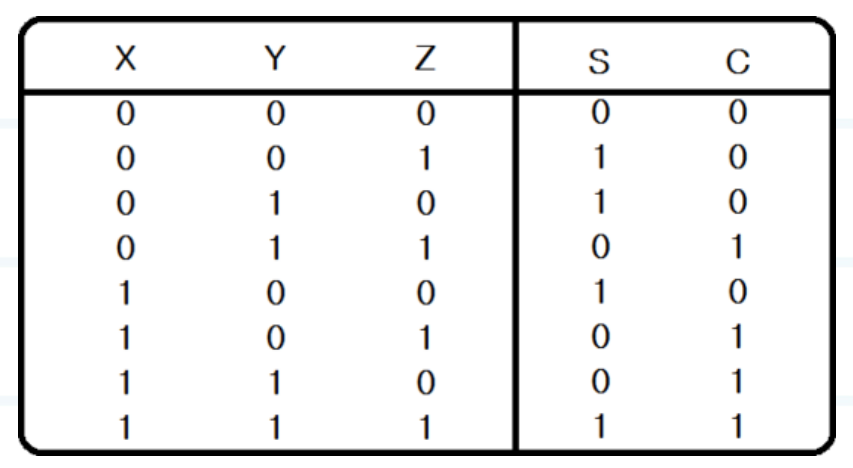 X Y Z S C
0 0 0 0 0
0 0 1 1 0
0 1 0 1 0
0 1 1 0 1
1 0 0 1 0
1 0 1 0 1
1 1 0 0 1
1 1 1 1 1